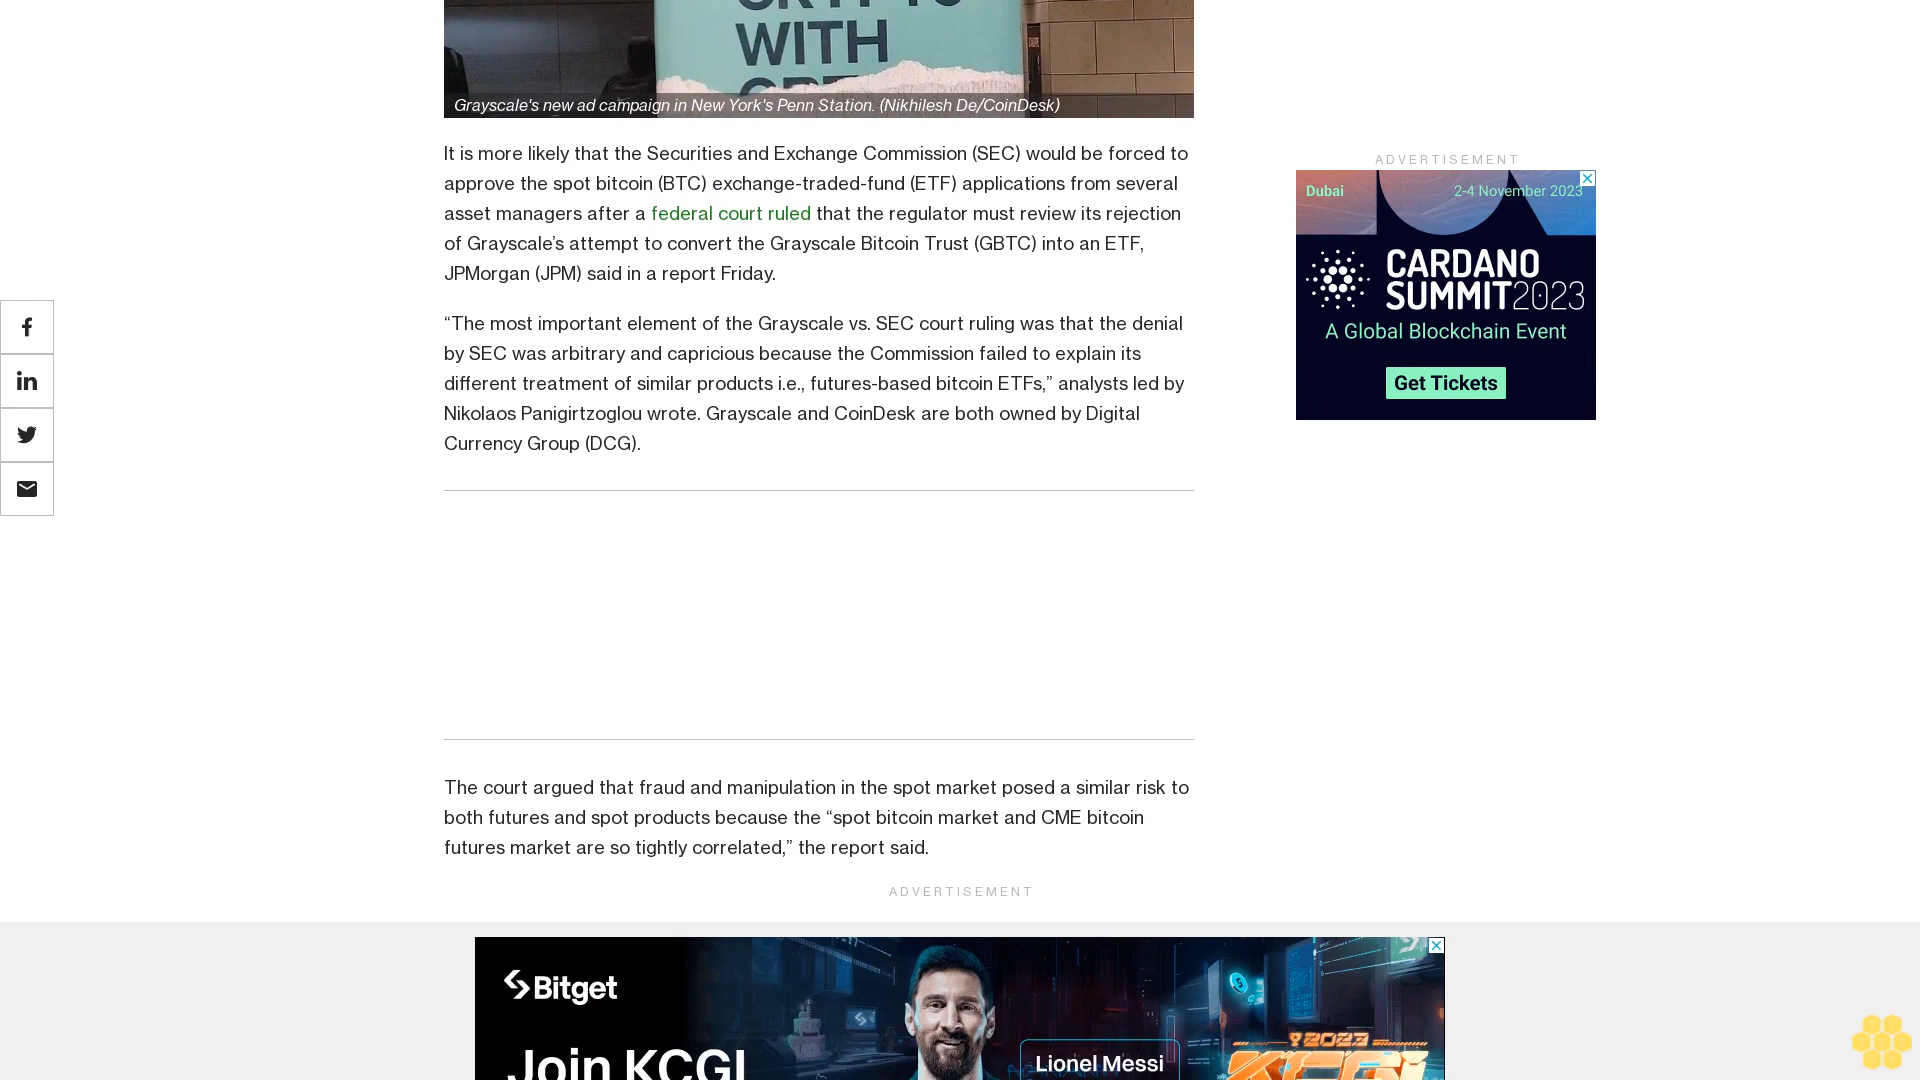 WITH
Grayscale's new ad campaign in New York's Penn Station. (Nikhilesh De/CoinDesk)
It is more likely that the Securities and Exchange Commission (SEC) would be forced to
approve the spot bitcoin (BTC) exchange-traded-fund (ETF) applications from several
asset managers after a federal court ruled that the regulator must review its rejection
of Grayscale’s attempt to convert the Grayscale Bitcoin Trust (GBTC) into an ETF,
JPMorgan (JPM) said in a report Friday.
“The most important element of the Grayscale vs. SEC court ruling was that the denial
by SEC was arbitrary and capricious because the Commission failed to explain its
different treatment of similar products i.e., futures-based bitcoin ETFs,” analysts led by
Nikolaos Panigirtzoglou wrote. Grayscale and CoinDesk are both owned by Digital
Currency Group (DCG).
The court argued that fraud and manipulation in the spot market posed a similar risk to
both futures and spot products because the “spot bitcoin market and CME bitcoin
futures market are so tightly correlated,” the report said.
ADVERTISEMENT
Dubai 2-4 November 2023
CARDANO
SUMMIT2023
A Global Blockchain Event
Get Tickets
ADVERTISEMENT
Bitget
Join KCGI
Lionel Messi
Y2023
KCGI